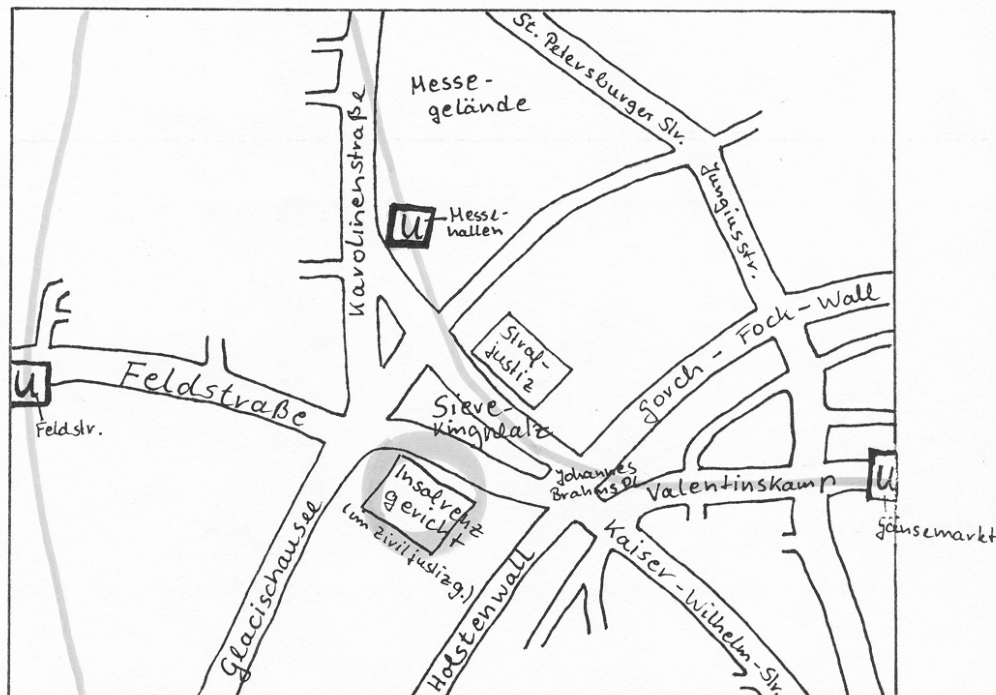 St. Petersburger Str.
Messe-
gelände
Karolinenstraße
Jungiusstr.
U
Messe-
hallen
Gorch-Fock-Wall
Straf-
justiz
U
Feldstr.
Feldstraße
Sieve-
Kingplatz
Johannes
Brahms Pl.
Valentinskamp
U
Gänsemarkt
Insolvenz
gericht
(im Ziviljustizg.)
Glacischausee
Holstenwall
Kaiser-Wilhelm-Str.